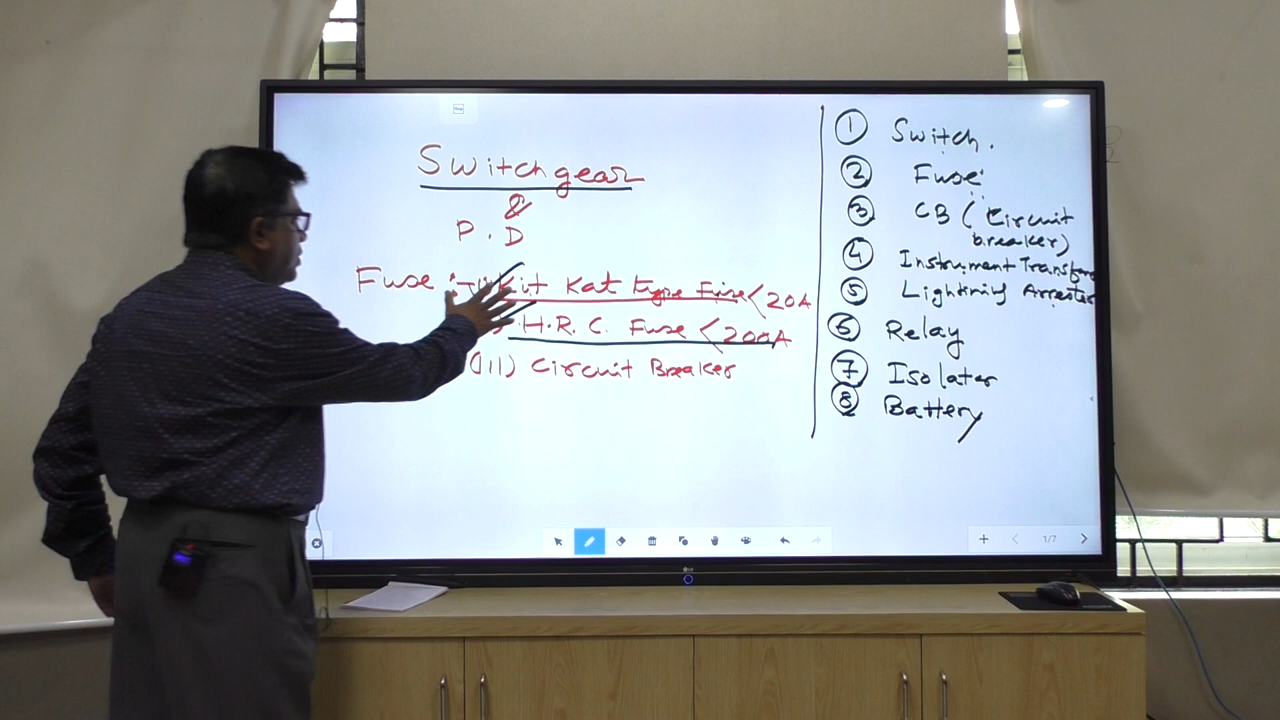 Switchgear
&
P. D
Fuse :- Kit Kat type Fuse < 20A
H.R.C. Fuse < 200A
(iii) Circuit Breaker
① Switch.
② Fuse
③ CB ( Circuit
breaker)
④ Instrument Transfor
⑤ Lightning Arrester
⑥ Relay
⑦ Isolater
⑧ Battery
1/7
LG